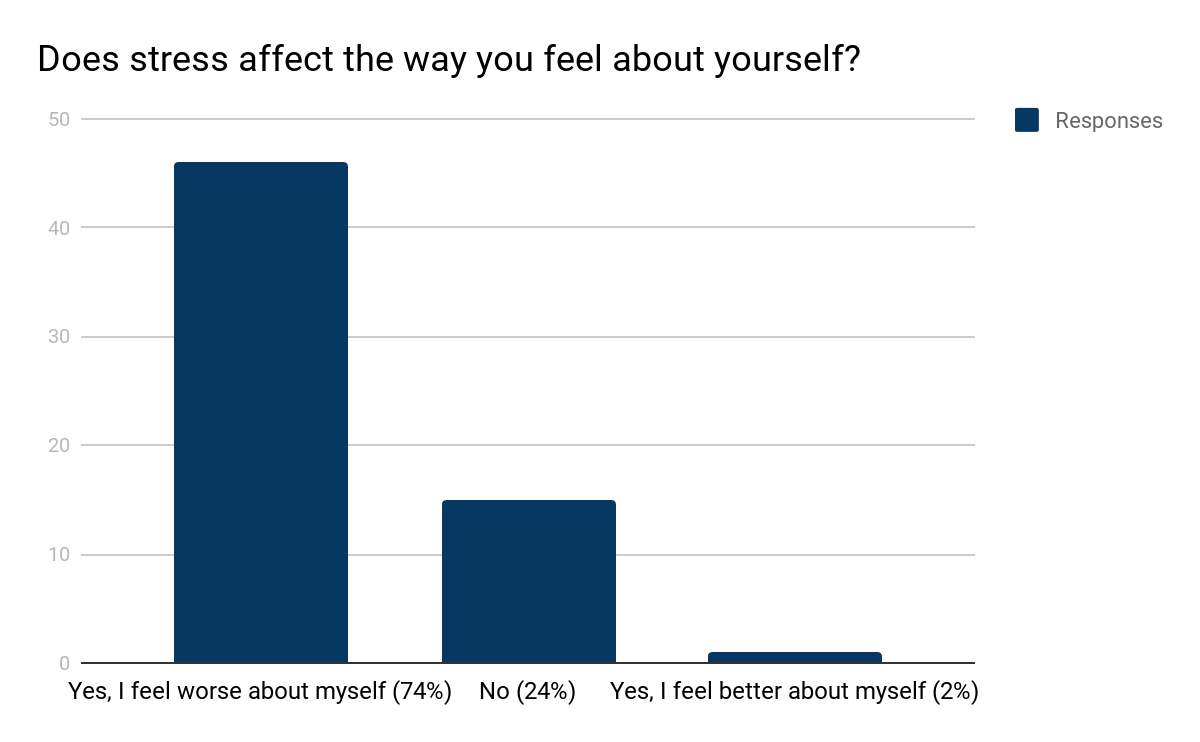 Does stress affect the way you feel about yourself?
50
Responses
40
30
20
10
0
Yes, I feel worse about myself (74%)
No (24%)
Yes, I feel better about myself (2%)